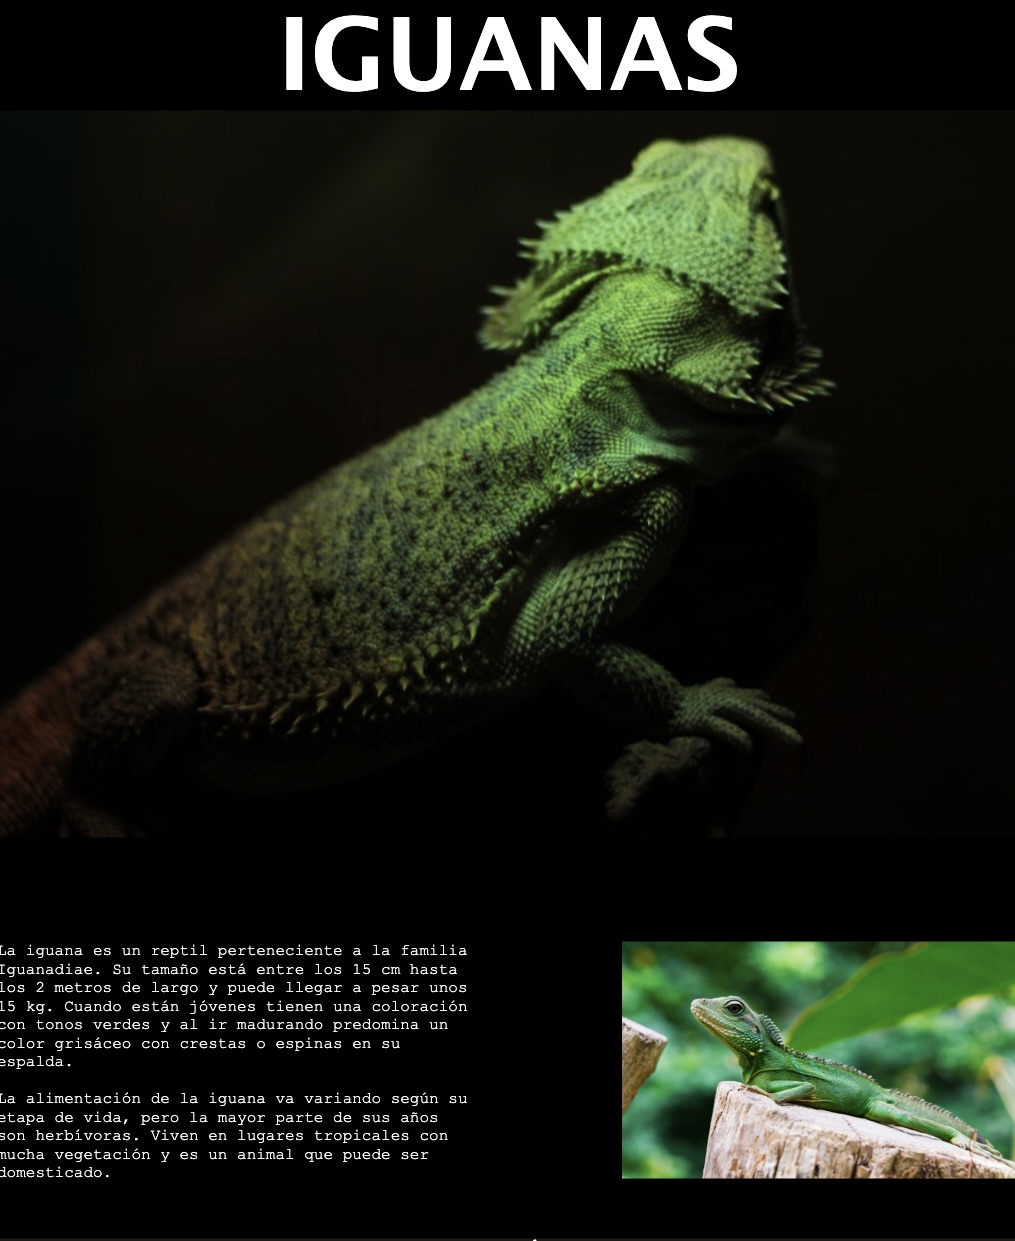 IGUANAS
La iguana es un reptil perteneciente a la familia
Iguanadiae. Su tamaño está entre los 15 cm hasta
los 2 metros de largo y puede llegar a pesar unos
15 kg. Cuando están jóvenes tienen una coloración
con tonos verdes y al ir madurando predomina un
color grisáceo con crestas o espinas en su
espalda.
La alimentación de la iguana va variando según su
etapa de vida, pero la mayor parte de sus años
son herbívoras. Viven en lugares tropicales con
mucha vegetación y es un animal que puede ser
domesticado.